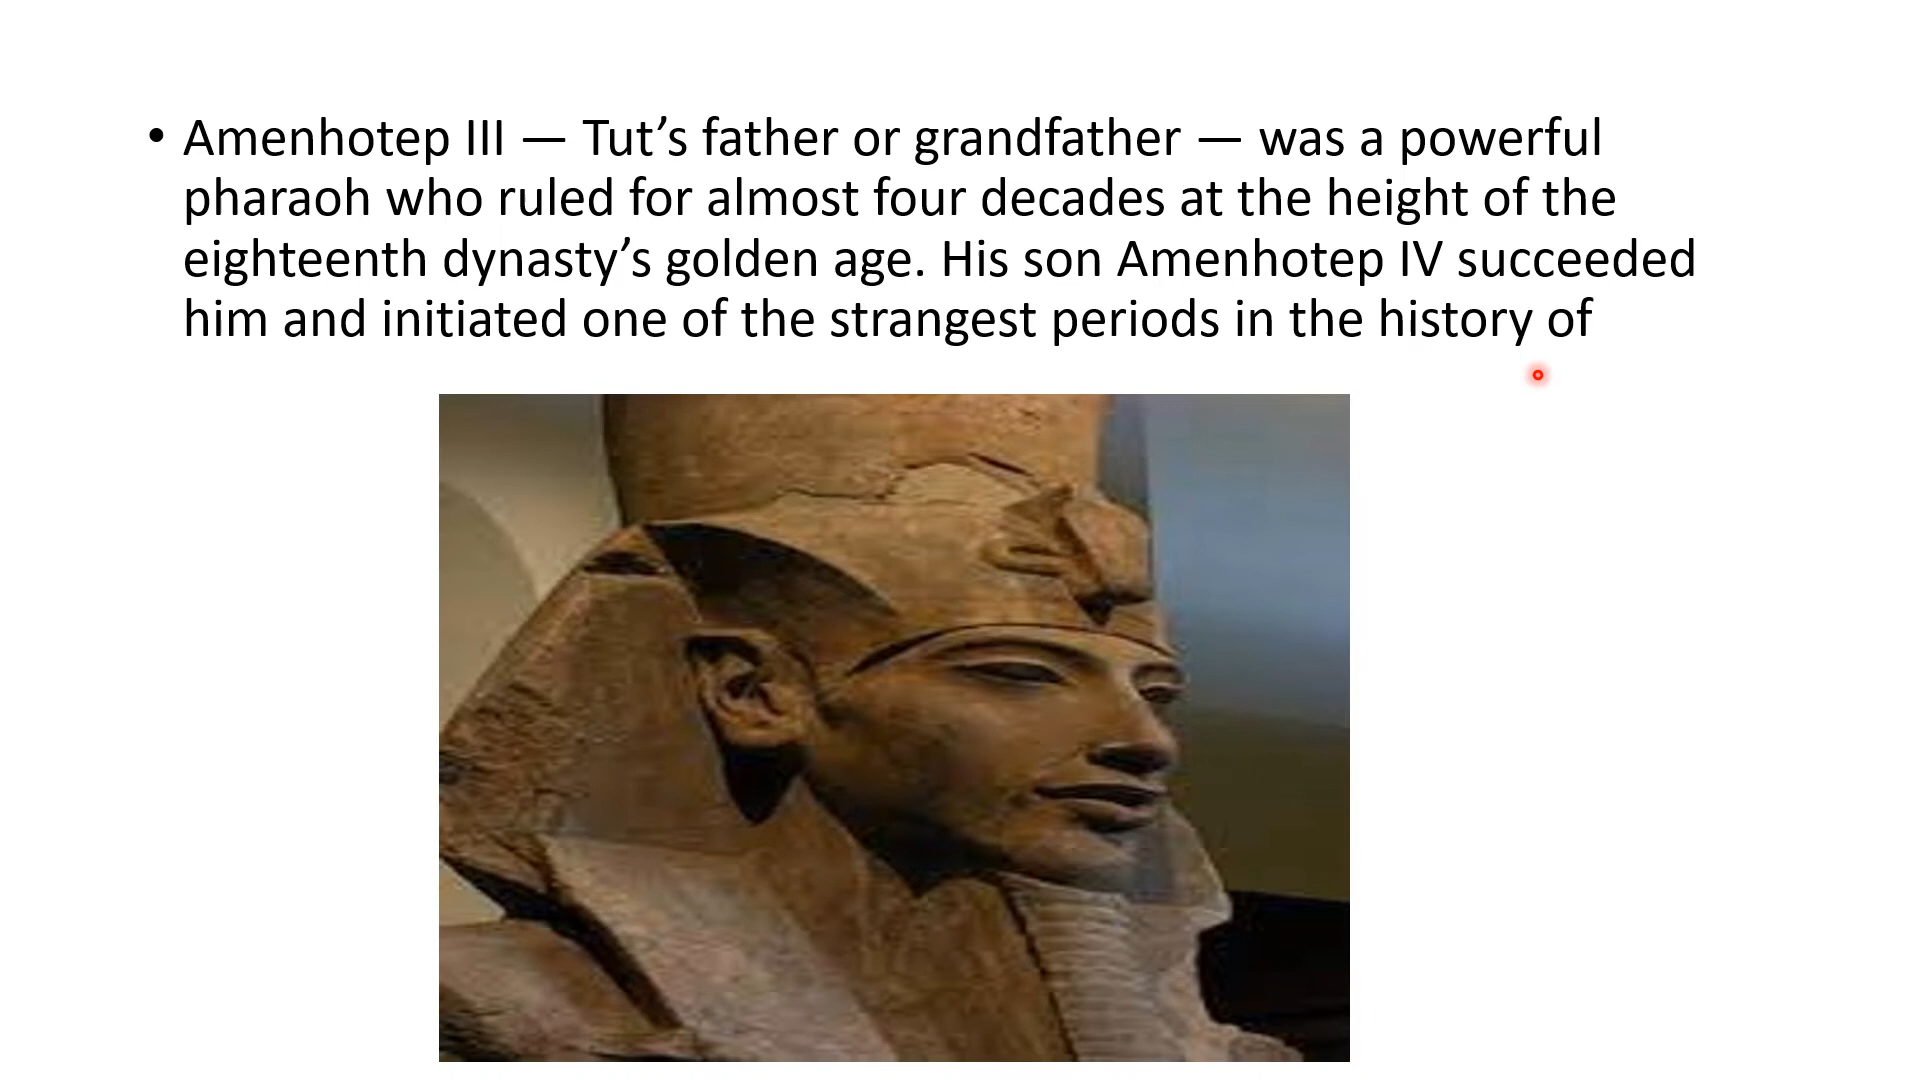 • Amenhotep III — Tut’s father or grandfather — was a powerful
pharaoh who ruled for almost four decades at the height of the
eighteenth dynasty’s golden age. His son Amenhotep IV succeeded
him and initiated one of the strangest periods in the history of